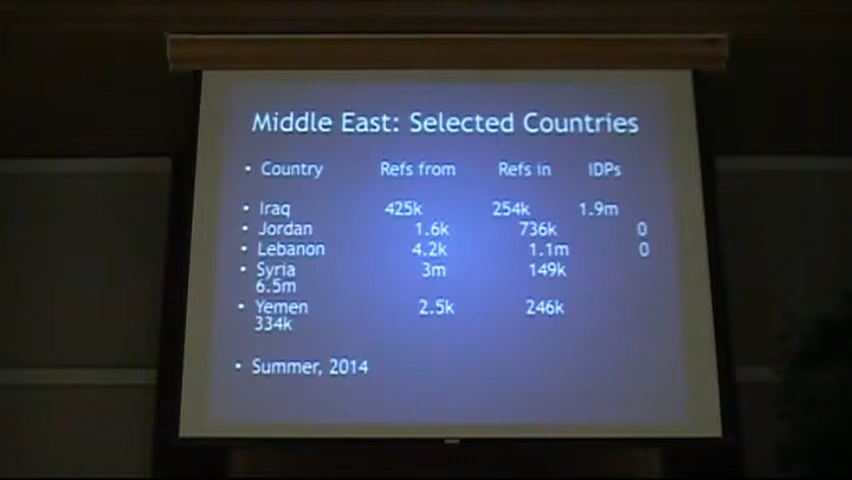 Middle East: Selected Countries
• Country Refs from Refs in IDPs
• Iraq 425k 254k 1.9m
• Jordan 1.6k 736k 0
• Lebanon 4.2k 1.1m 0
• Syria 3m 149k
6.5m
• Yemen 2.5k 246k
334k
• Summer, 2014